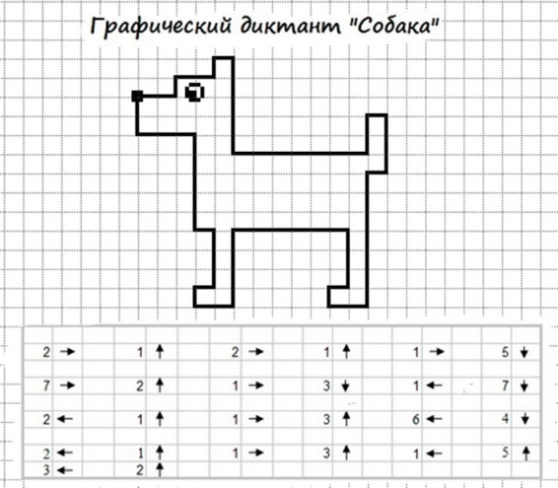 Графический диктант "Собака"
2 → 1 ↑ 2 → 1 ↑ 1 → 5 ↓
7 → 2 ↑ 1 → 3 ↓ 1 ← 7 ↓
2 ← 1 ↑ 1 → 3 ↑ 6 ← 4 ↓
2 ← 1 ↑ 1 → 3 ↑ 1 ← 5 ↑
3 ← 2 ↑